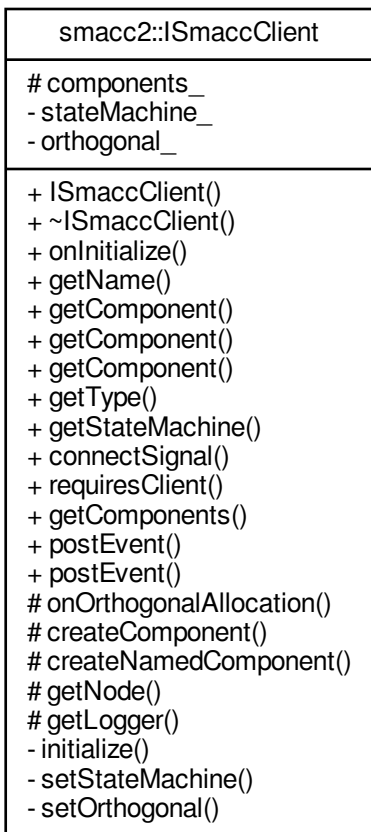 smacc2::ISmaccClient
# components_
- stateMachine_
- orthogonal_
+ ISmaccClient()
+ ~ISmaccClient()
+ onInitialize()
+ getName()
+ getComponent()
+ getComponent()
+ getComponent()
+ getType()
+ getStateMachine()
+ connectSignal()
+ requiresClient()
+ getComponents()
+ postEvent()
+ postEvent()
# onOrthogonalAllocation()
# createComponent()
# createNamedComponent()
# getNode()
# getLogger()
- initialize()
- setStateMachine()
- setOrthogonal()